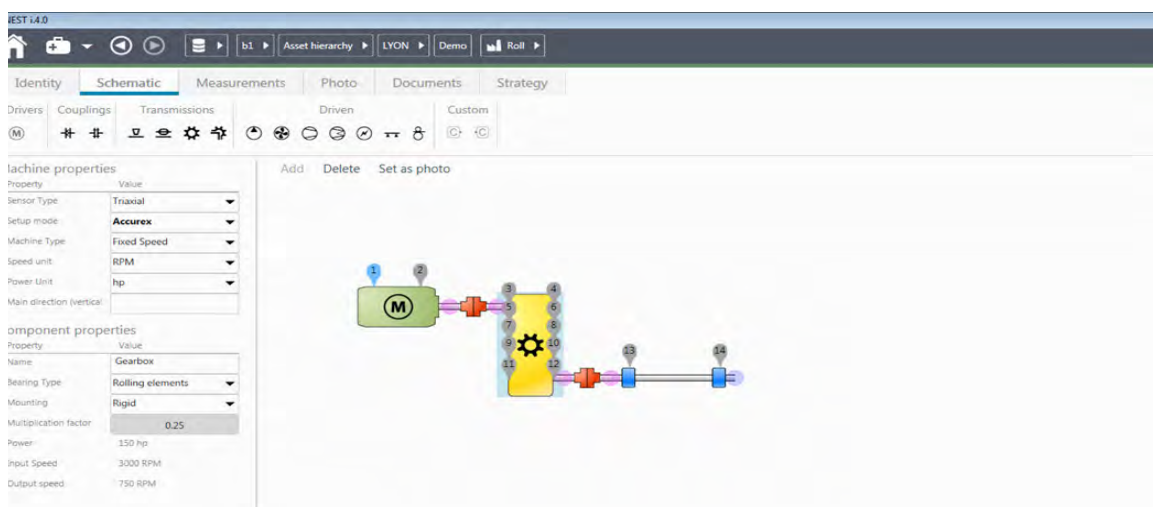 NEST i.4.0
b1 Asset hierarchy LYON Demo Roll
Identity Schematic Measurements Photo Documents Strategy
Drivers Couplings Transmissions Driven Custom
M C C
Machine properties Add Delete Set as photo
Property Value
Sensor Type Triaxial
Setup mode Accurex
Machine Type Fixed Speed
Speed unit RPM
Power Unit hp
Main direction (vertical
Component properties
Property Value
Name Gearbox
Bearing Type Rolling elements
Mounting Rigid
Multiplication factor 0.25
Power 150 hp
Input Speed 3000 RPM
Output speed 750 RPM
1 2
3 4
M 5 6
7 8
9 10
11 12
13 14